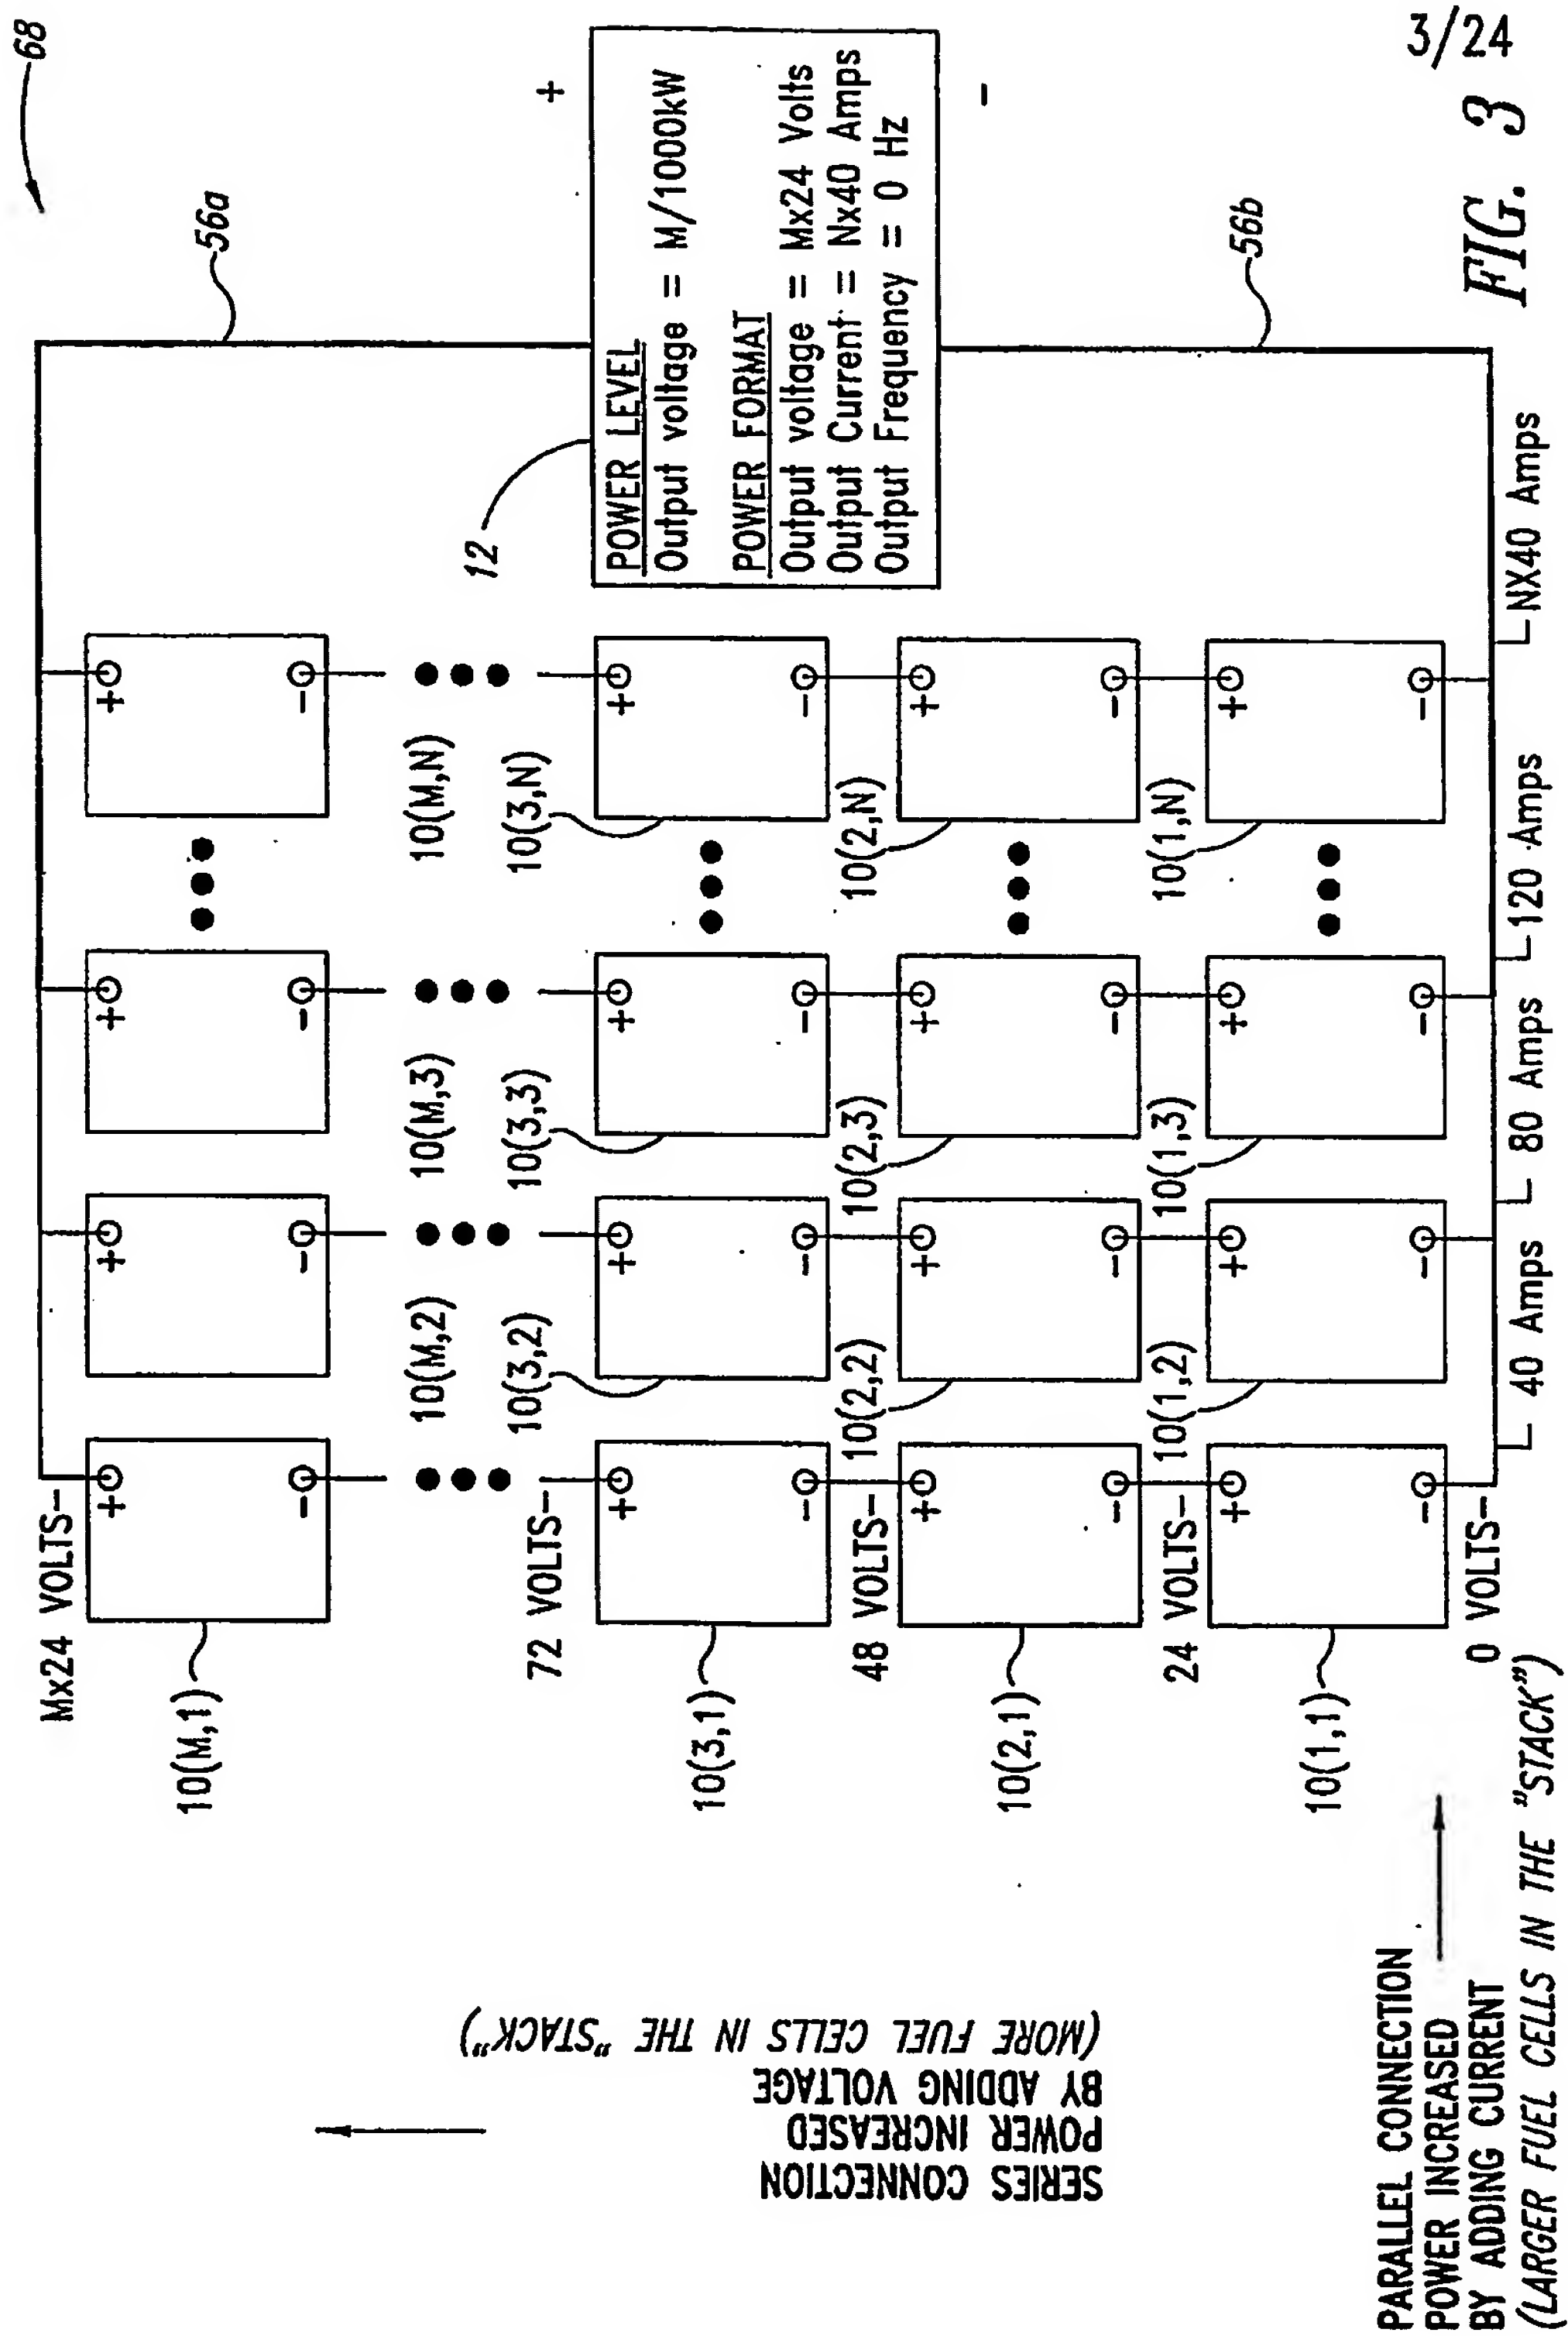 68
56a
+
12
POWER LEVEL
Output voltage = M/1000kW
POWER FORMAT
Output voltage = Mx24 Volts
Output Current = Nx40 Amps
Output Frequency = 0 Hz
-
56b
Mx24 VOLTS-
+ + + +
- - - -
10(M,1)
10(M,2)
10(M,3)
10(M,N)
72 VOLTS-
10(3,2)
10(3,3)
10(3,N)
+ + + +
- - - -
10(3,1)
48 VOLTS-
10(2,2)
10(2,3)
10(2,N)
+ + + +
- - - -
10(2,1)
24 VOLTS-
10(1,2)
10(1,3)
10(1,N)
+ + + +
- - - -
10(1,1)
0 VOLTS-
40 Amps
80 Amps
120 Amps
NX40 Amps
SERIES CONNECTION
POWER INCREASED
BY ADDING VOLTAGE
(MORE FUEL CELLS IN THE "STACK")
PARALLEL CONNECTION
POWER INCREASED
BY ADDING CURRENT
(LARGER FUEL CELLS IN THE "STACK")
FIG. 3
3/24